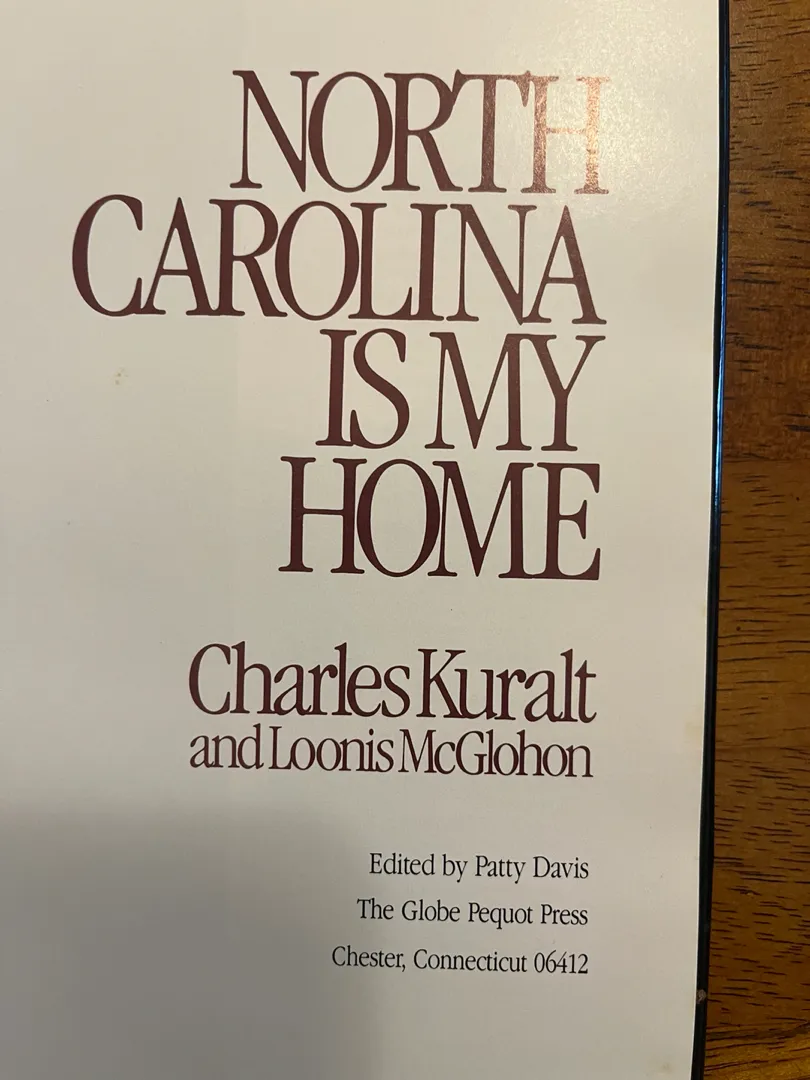 NORTH
CAROLINA
IS MY
HOME
Charles Kuralt
and Loonis McGlohon
Edited by Patty Davis
The Globe Pequot Press
Chester, Connecticut 06412